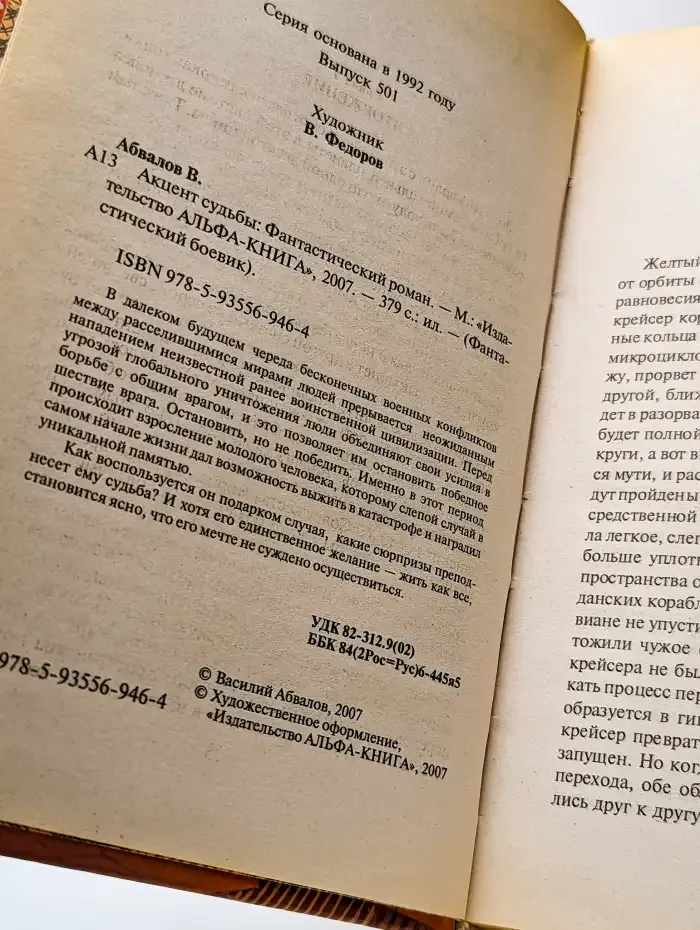 Серия основана в 1992 году
Выпуск 501
Художник
В. Федоров
Абвалов В.
А13 Акцент судьбы: Фантастический роман. — М.: «Изда-
тельство АЛЬФА-КНИГА», 2007. — 379 с.: ил. — (Фанта-
стический боевик).
ISBN 978-5-93556-946-4
В далеком будущем череда бесконечных военных конфликтов
между расселившимися мирами людей прерывается неожиданным
нападением неизвестной ранее воинственной цивилизации. Перед
угрозой глобального уничтожения люди объединяют свои усилия в
борьбе с общим врагом, и это позволяет им остановить победное
шествие врага. Остановить, но не победить. Именно в этот период
происходит взросление молодого человека, которому слепой случай в
самом начале жизни дал возможность выжить в катастрофе и наградил
уникальной памятью.
Как воспользуется он подарком случая, какие сюрпризы препод-
несет ему судьба? И хотя его единственное желание — жить как все,
становится ясно, что его мечте не суждено осуществиться.
УДК 82-312.9(02)
ББК 84(2Рос=Рус)6-445я5
© Василий Абвалов, 2007
© Художественное оформление,
«Издательство АЛЬФА-КНИГА», 2007
978-5-93556-946-4
Желтый
от орбиты
равновесия
крейсер кор
ные кольца
микроцикло
жу, прорвет
другой, ближ
дет в разорва
будет полной
круги, а вот в
ся мути, и рас
дут пройдены
средственной
ла легкое, слег
больше уплотн
пространства о
данских корабл
виане не упусти
тожили чужое
крейсера не бы
кать процесс пер
образуется в ги
крейсер преврат
запущен. Но ког
перехода, обе об
лись друг к другу